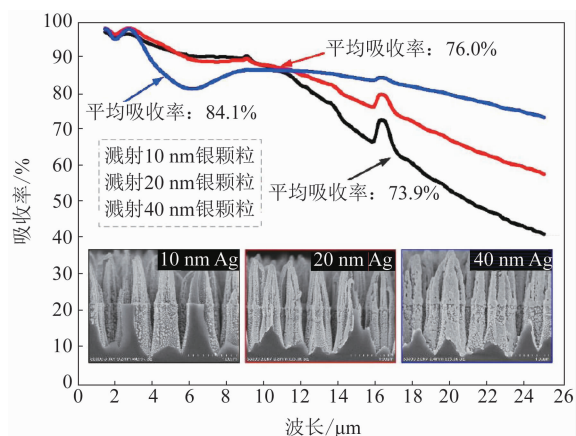 100
90
80
70
60
50
40
100
30
20
10
0
吸收率/%
平均吸收率：76.0%
平均吸收率：84.1%
平均吸收率：73.9%
溅射10 nm银颗粒
溅射20 nm银颗粒
溅射40 nm银颗粒
10 nm Ag
20 nm Ag
40 nm Ag
0 2 4 6 8 10 12 14 16 18 20 22 24 26
波长/μm